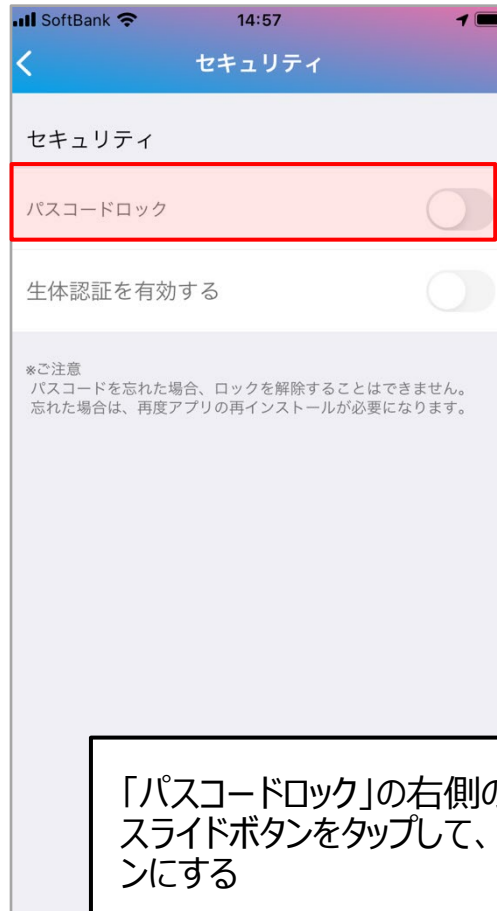 SoftBank 14:57
セキュリティ
セキュリティ
パスコードロック
生体認証を有効する
※ご注意
パスコードを忘れた場合、ロックを解除することはできません。
忘れた場合は、再度アプリの再インストールが必要になります。
「パスコードロック」の右側の
スライドボタンをタップして、
ンにする